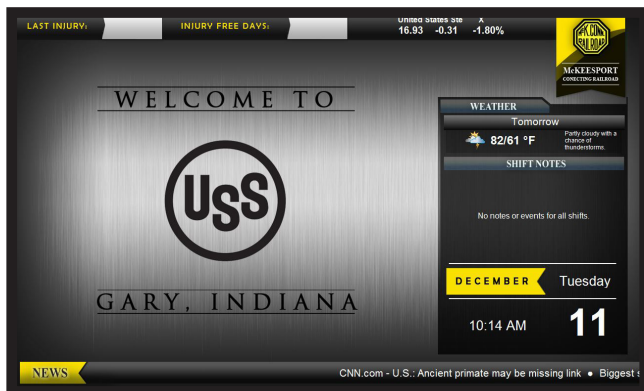 LAST INJURY:
INJURY FREE DAYS:
United States Ste X
16.93 -0.31 -1.80%
McKEESPORT
CONECTING RAILROAD
WELCOME TO
USS
GARY, INDIANA
WEATHER
Tomorrow
82/61 °F
Partly cloudy with a
chance of
thunderstorms.
SHIFT NOTES
No notes or events for all shifts.
DECEMBER
Tuesday
10:14 AM
11
NEWS
CNN.com - U.S.: Ancient primate may be missing link ● Biggest